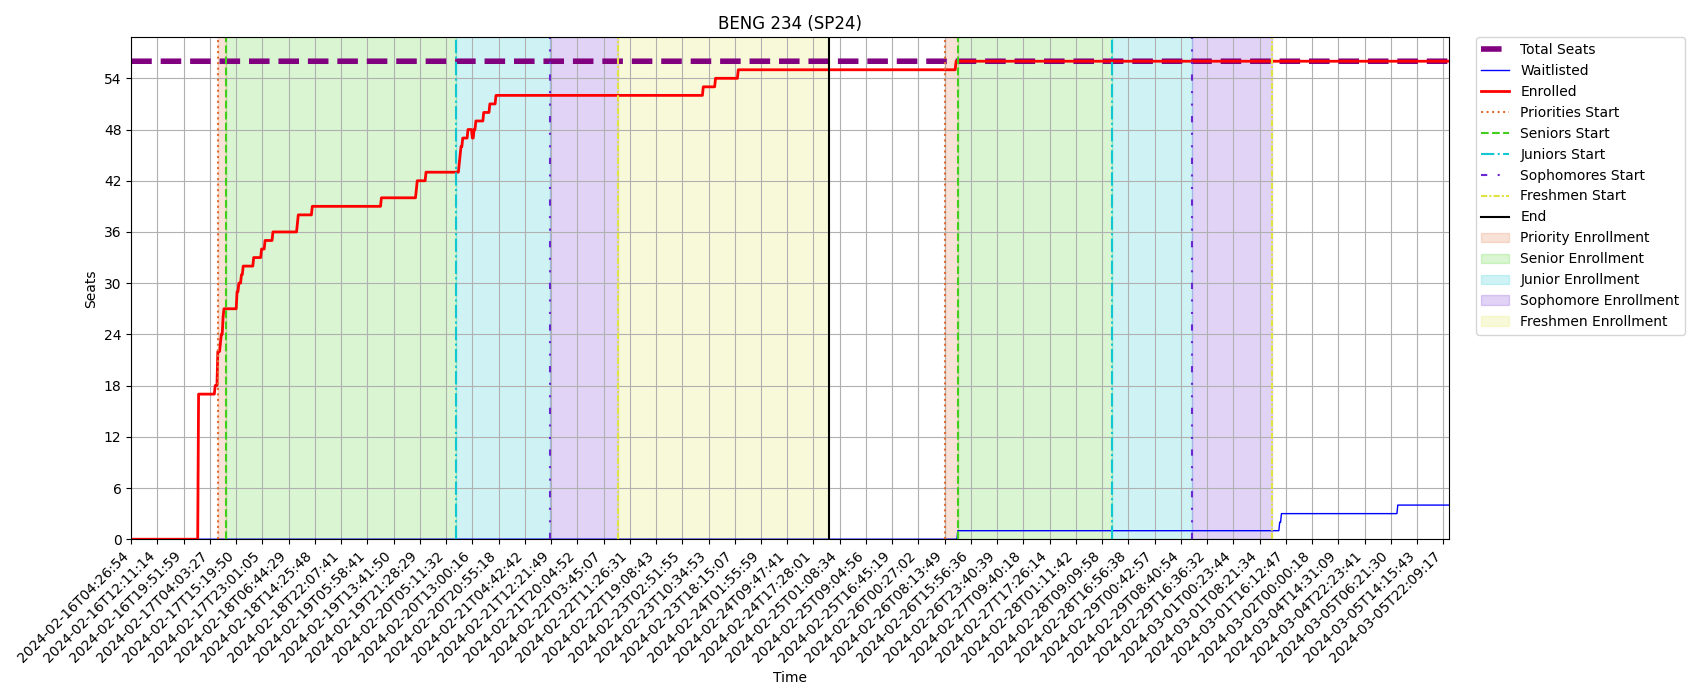 BENG 234 (SP24)
Seats
54
48
42
36
30
24
18
12
6
0
2024-02-16T04:26:54
2024-02-16T12:11:14
2024-02-16T19:51:59
2024-02-17T04:03:27
2024-02-17T15:19:50
2024-02-17T23:01:05
2024-02-18T06:44:29
2024-02-18T14:25:48
2024-02-18T22:07:41
2024-02-19T05:58:41
2024-02-19T13:41:50
2024-02-19T21:28:29
2024-02-20T05:11:32
2024-02-20T13:00:16
2024-02-20T20:55:18
2024-02-21T04:42:42
2024-02-21T12:21:49
2024-02-21T20:04:52
2024-02-22T03:45:07
2024-02-22T11:26:31
2024-02-22T19:08:43
2024-02-23T02:51:55
2024-02-23T10:34:53
2024-02-23T18:15:07
2024-02-24T01:55:59
2024-02-24T09:47:41
2024-02-24T17:28:01
2024-02-25T01:08:34
2024-02-25T09:04:56
2024-02-25T16:45:19
2024-02-26T00:27:02
2024-02-26T08:13:49
2024-02-26T15:56:36
2024-02-26T23:40:39
2024-02-27T09:40:18
2024-02-27T17:26:14
2024-02-28T01:11:42
2024-02-28T09:09:58
2024-02-28T16:56:38
2024-02-29T00:42:57
2024-02-29T08:40:54
2024-02-29T16:36:32
2024-03-01T00:23:44
2024-03-01T08:21:34
2024-03-01T16:12:47
2024-03-02T00:00:18
2024-03-04T14:31:09
2024-03-04T22:23:41
2024-03-05T06:21:30
2024-03-05T14:15:43
2024-03-05T22:09:17
Time
Total Seats
Waitlisted
Enrolled
Priorities Start
Seniors Start
Juniors Start
Sophomores Start
Freshmen Start
End
Priority Enrollment
Senior Enrollment
Junior Enrollment
Sophomore Enrollment
Freshmen Enrollment